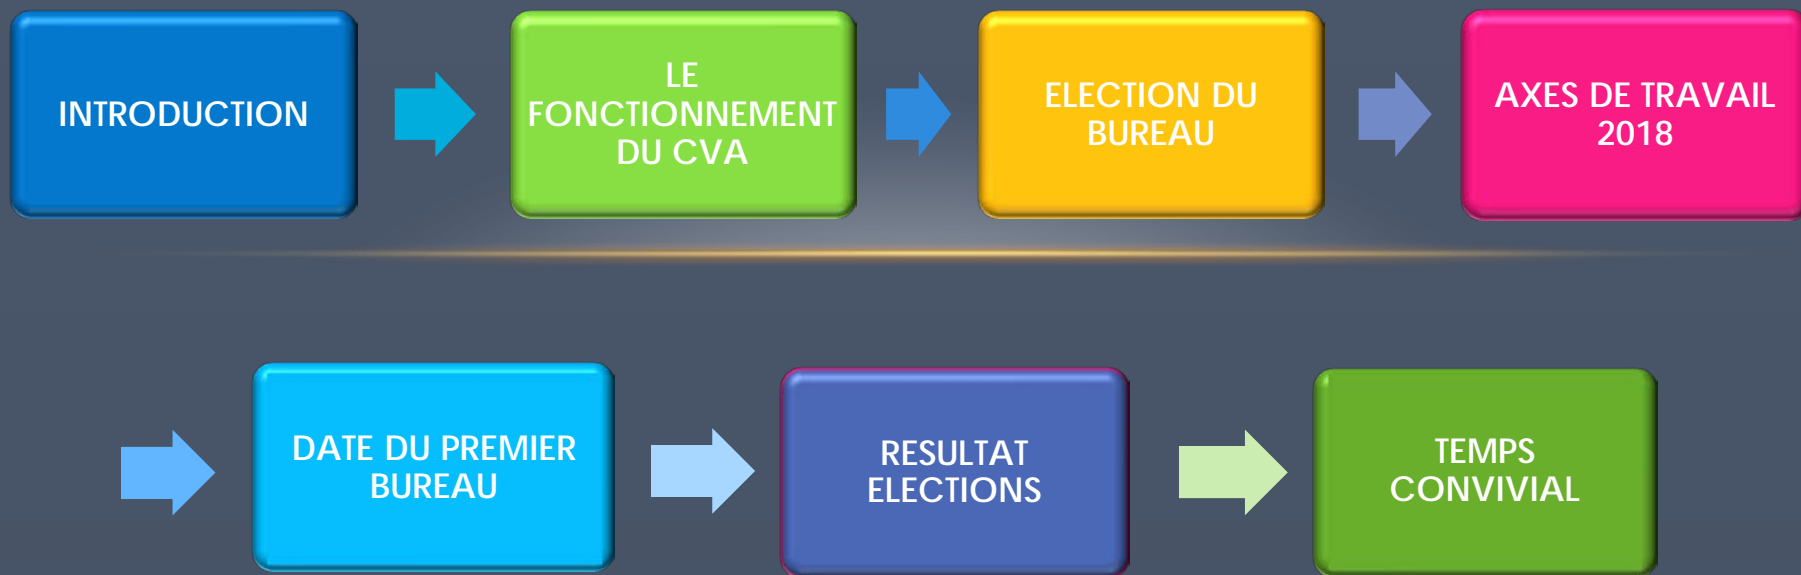 INTRODUCTION
LE
FONCTIONNEMENT
DU CVA
ELECTION DU
BUREAU
AXES DE TRAVAIL
2018
DATE DU PREMIER
BUREAU
RESULTAT
ELECTIONS
TEMPS
CONVIVIAL